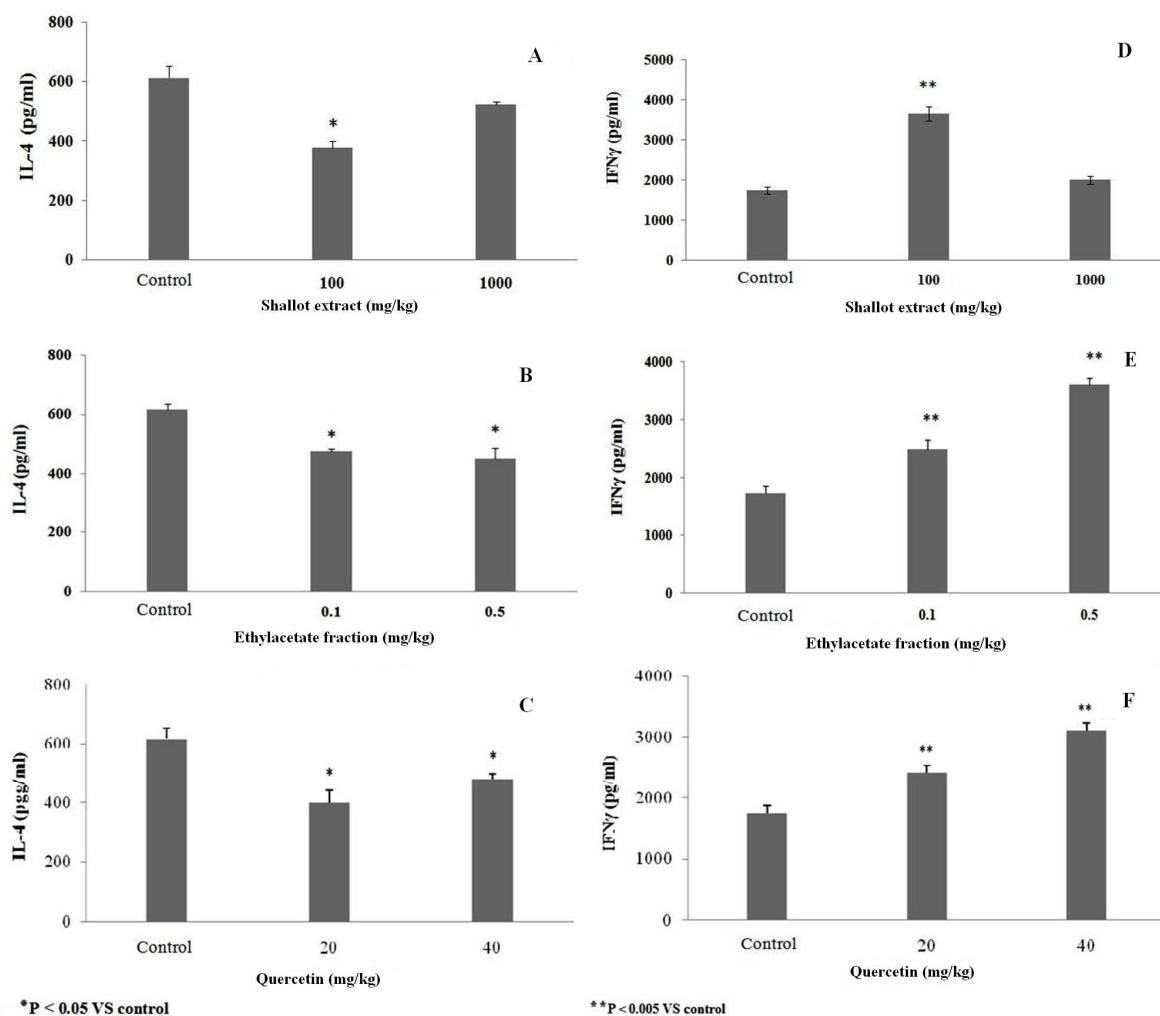 A
IL-4 (pg/ml)
800
600
400
200
0
*
Control 100 1000
Shallot extract (mg/kg)
D
IFNγ (pg/ml)
5000
4000
3000
2000
1000
0
**
Control 100 1000
Shallot extract (mg/kg)
B
IL-4 (pg/ml)
800
600
400
200
0
* *
Control 0.1 0.5
Ethylacetate fraction (mg/kg)
E
IFNγ (pg/ml)
4000
3000
2000
1000
0
** **
Control 0.1 0.5
Ethylacetate fraction (mg/kg)
C
IL-4 (pgg/ml)
800
600
400
200
0
* *
Control 20 40
Quercetin (mg/kg)
F
IFNγ (pg/ml)
4000
3000
2000
1000
0
** **
Control 20 40
Quercetin (mg/kg)
*P < 0.05 VS control
**P < 0.005 VS control